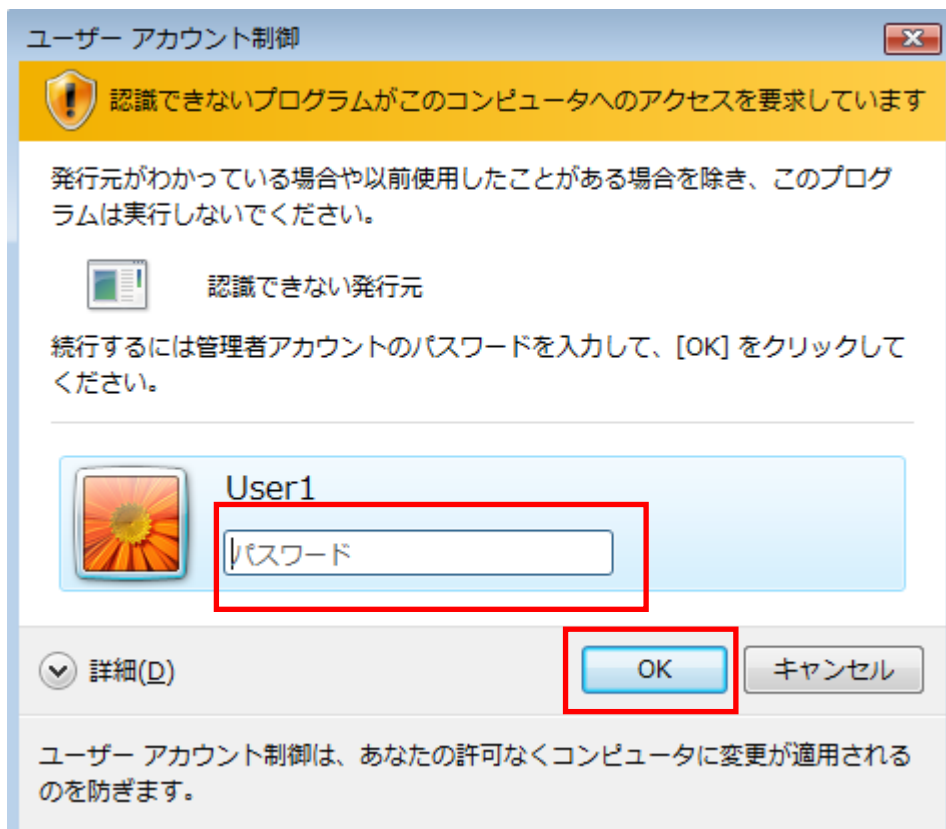 ユーザー アカウント制御
認識できないプログラムがこのコンピュータへのアクセスを要求しています
発行元がわかっている場合や以前使用したことがある場合を除き、このプログ
ラムは実行しないでください。
認識できない発行元
続行するには管理者アカウントのパスワードを入力して、[OK] をクリックして
ください。
User1
パスワード
詳細(D)
OK
キャンセル
ユーザー アカウント制御は、あなたの許可なくコンピュータに変更が適用される
のを防ぎます。